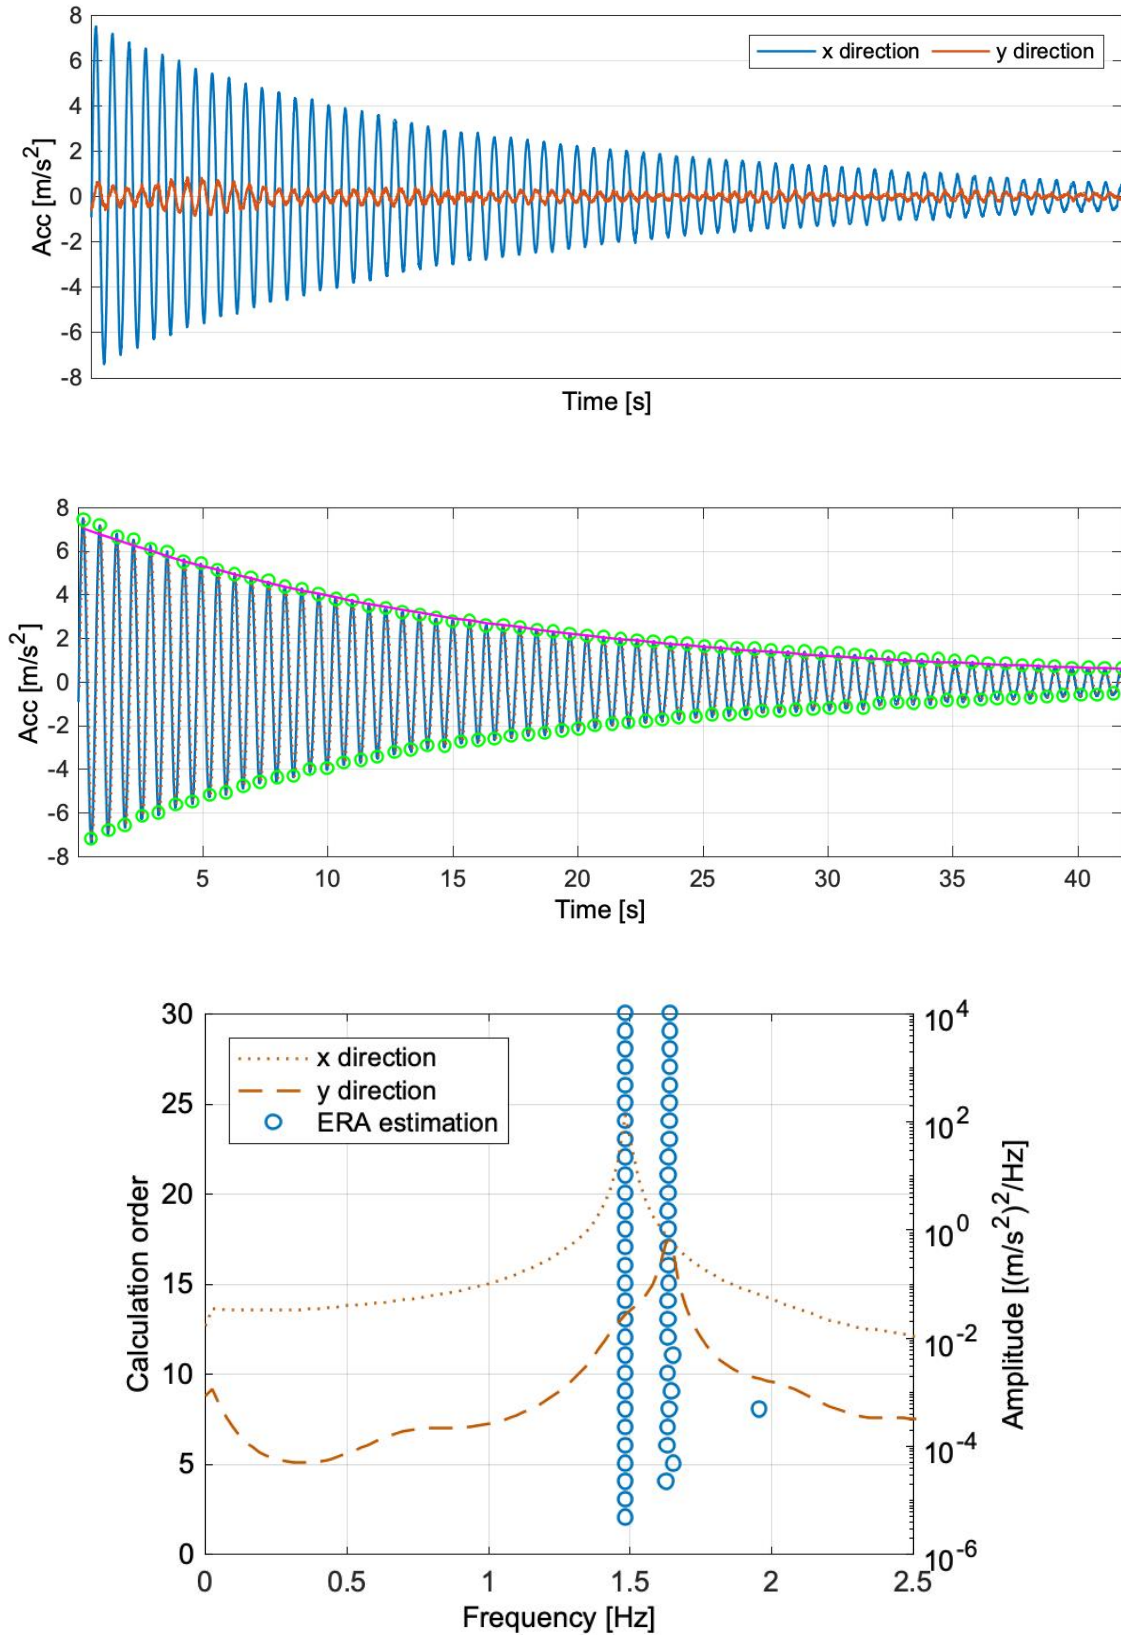 8
6
4
2
0
-2
-4
-6
-8
Acc [m/s²]
x direction
y direction
Time [s]
8
6
4
2
0
-2
-4
-6
-8
Acc [m/s²]
5 10 15 20 25 30 35 40
Time [s]
30
25
20
15
10
5
0
Calculation order
x direction
y direction
ERA estimation
10⁴
10²
10⁰
10⁻²
10⁻⁴
10⁻⁶
Amplitude [(m/s²)²/Hz]
0 0.5 1 1.5 2 2.5
Frequency [Hz]